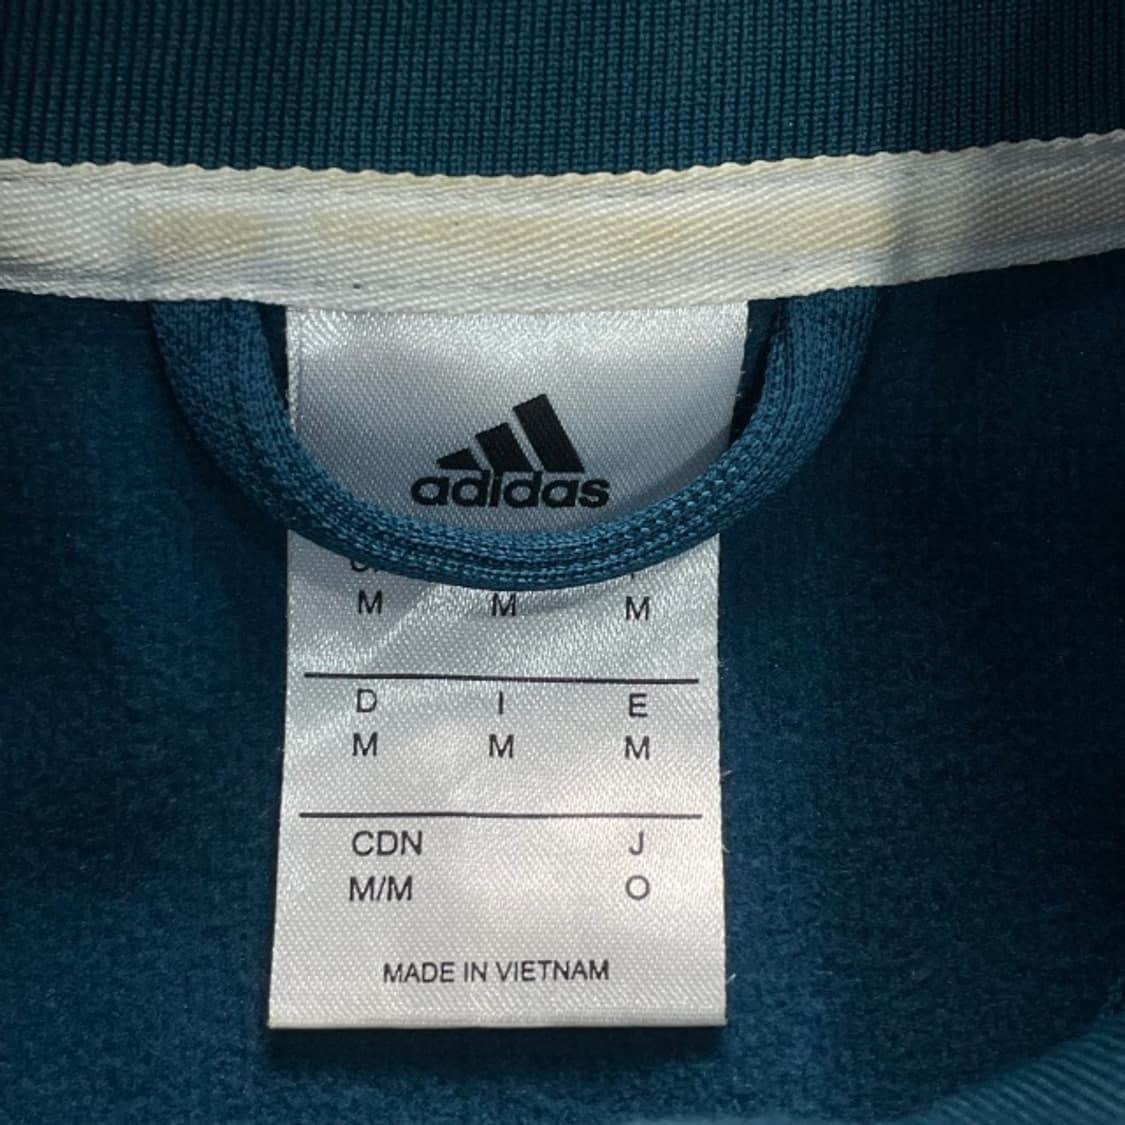 adidas
M M M
D I E
M M M
CDN J
M/M O
MADE IN VIETNAM